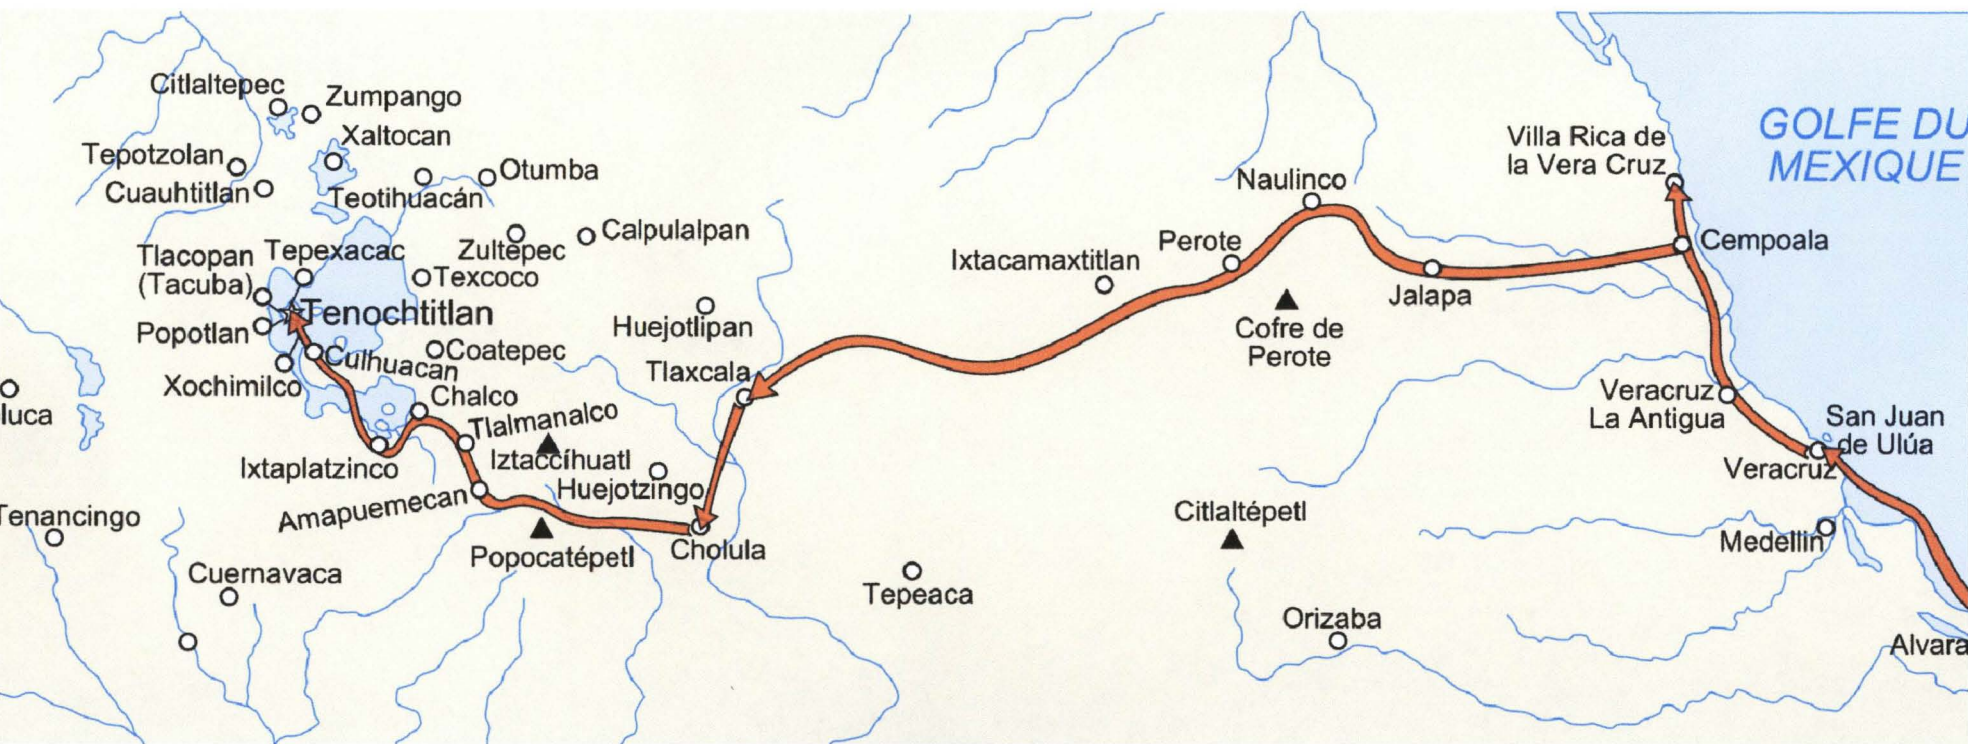 Citlaltepec
Zumpango
Xaltocan
Tepotzolan
Cuauhtitlan
Teotihuacán
Otumba
Zultepec
Calpulalpan
Tlacopan
(Tacuba)
Tepexacac
Texcoco
Tenochtitlan
Popotlan
Culhuacan
Coatepec
Xochimilco
Chalco
Tlalmanalco
Ixtaplatzinco
Iztaccíhuatl
Huejotzingo
Amapuemecan
Popocatépetl
Cholula
Huejotlipan
Tlaxcala
luca
Tenancingo
Cuernavaca
Tepeaca
Ixtacamaxtitlan
Perote
Naulinco
Cofre de
Perote
Jalapa
Villa Rica de
la Vera Cruz
Cempoala
GOLFE DU
MEXIQUE
Veracruz
La Antigua
San Juan
de Ulúa
Veracruz
Medellin
Citlaltépetl
Orizaba
Alvara